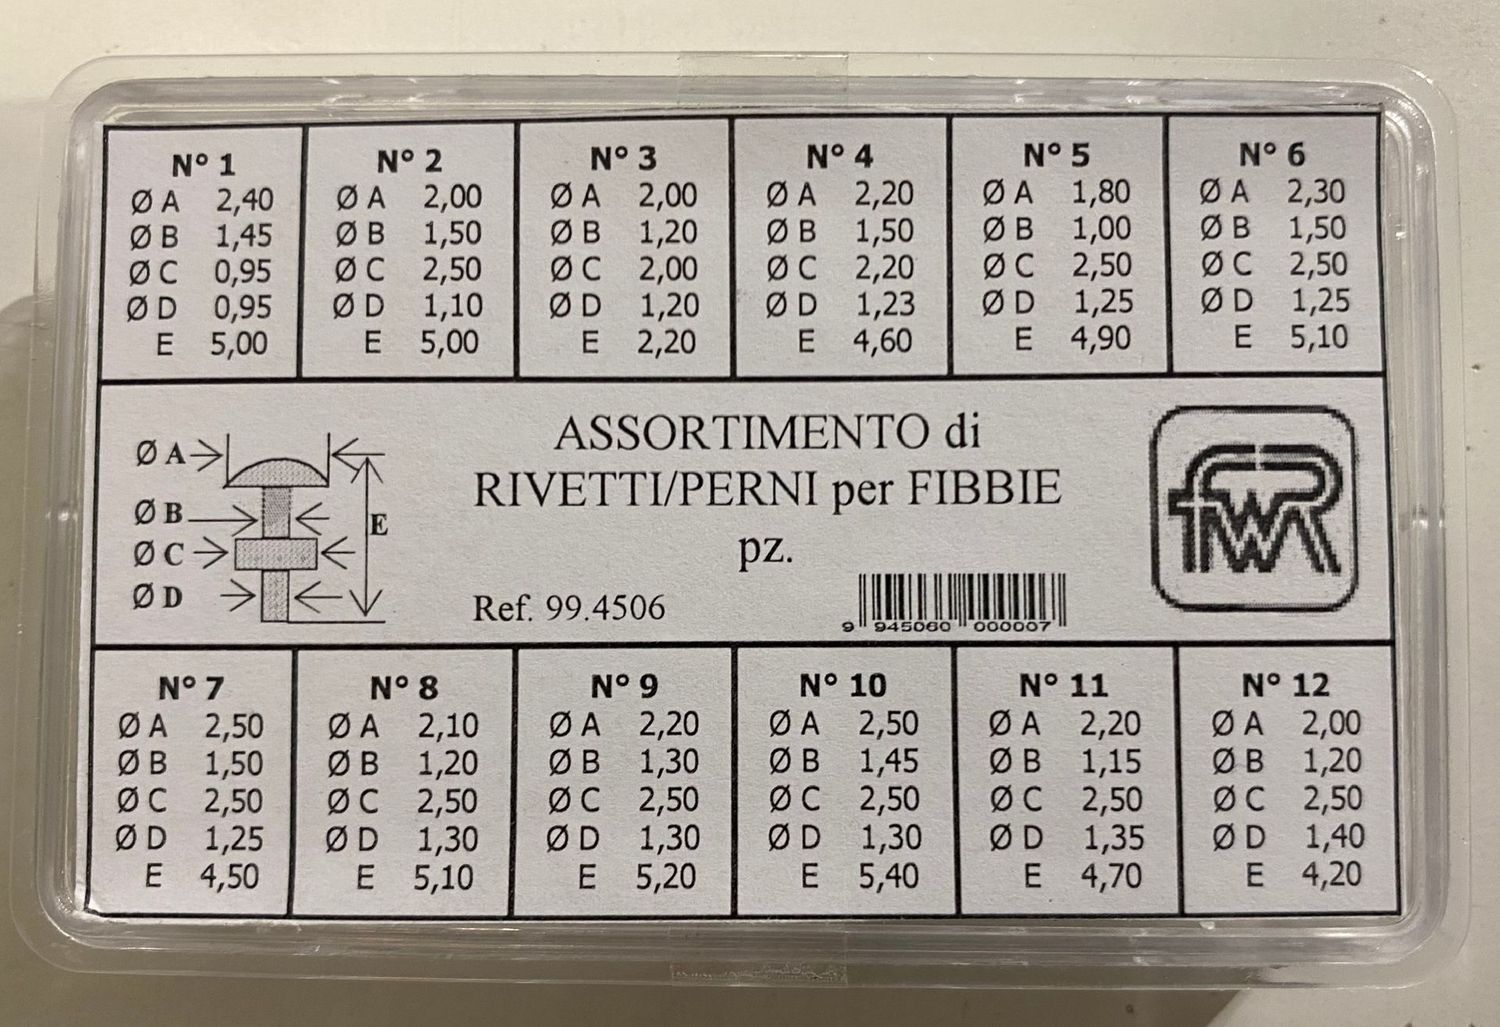 N° 1
Ø A 2,40
Ø B 1,45
Ø C 0,95
Ø D 0,95
E 5,00
N° 2
Ø A 2,00
Ø B 1,50
Ø C 2,50
Ø D 1,10
E 5,00
N° 3
Ø A 2,00
Ø B 1,20
Ø C 2,00
Ø D 1,20
E 2,20
N° 4
Ø A 2,20
Ø B 1,50
Ø C 2,20
Ø D 1,23
E 4,60
N° 5
Ø A 1,80
Ø B 1,00
Ø C 2,50
Ø D 1,25
E 4,90
N° 6
Ø A 2,30
Ø B 1,50
Ø C 2,50
Ø D 1,25
E 5,10
Ø A
Ø B
Ø C
Ø D
E
ASSORTIMENTO di
RIVETTI/PERNI per FIBBIE
pz.
Ref. 99.4506
9 945060 000007
N° 7
Ø A 2,50
Ø B 1,50
Ø C 2,50
Ø D 1,25
E 4,50
N° 8
Ø A 2,10
Ø B 1,20
Ø C 2,50
Ø D 1,30
E 5,10
N° 9
Ø A 2,20
Ø B 1,30
Ø C 2,50
Ø D 1,30
E 5,20
N° 10
Ø A 2,50
Ø B 1,45
Ø C 2,50
Ø D 1,30
E 5,40
N° 11
Ø A 2,20
Ø B 1,15
Ø C 2,50
Ø D 1,35
E 4,70
N° 12
Ø A 2,00
Ø B 1,20
Ø C 2,50
Ø D 1,40
E 4,20